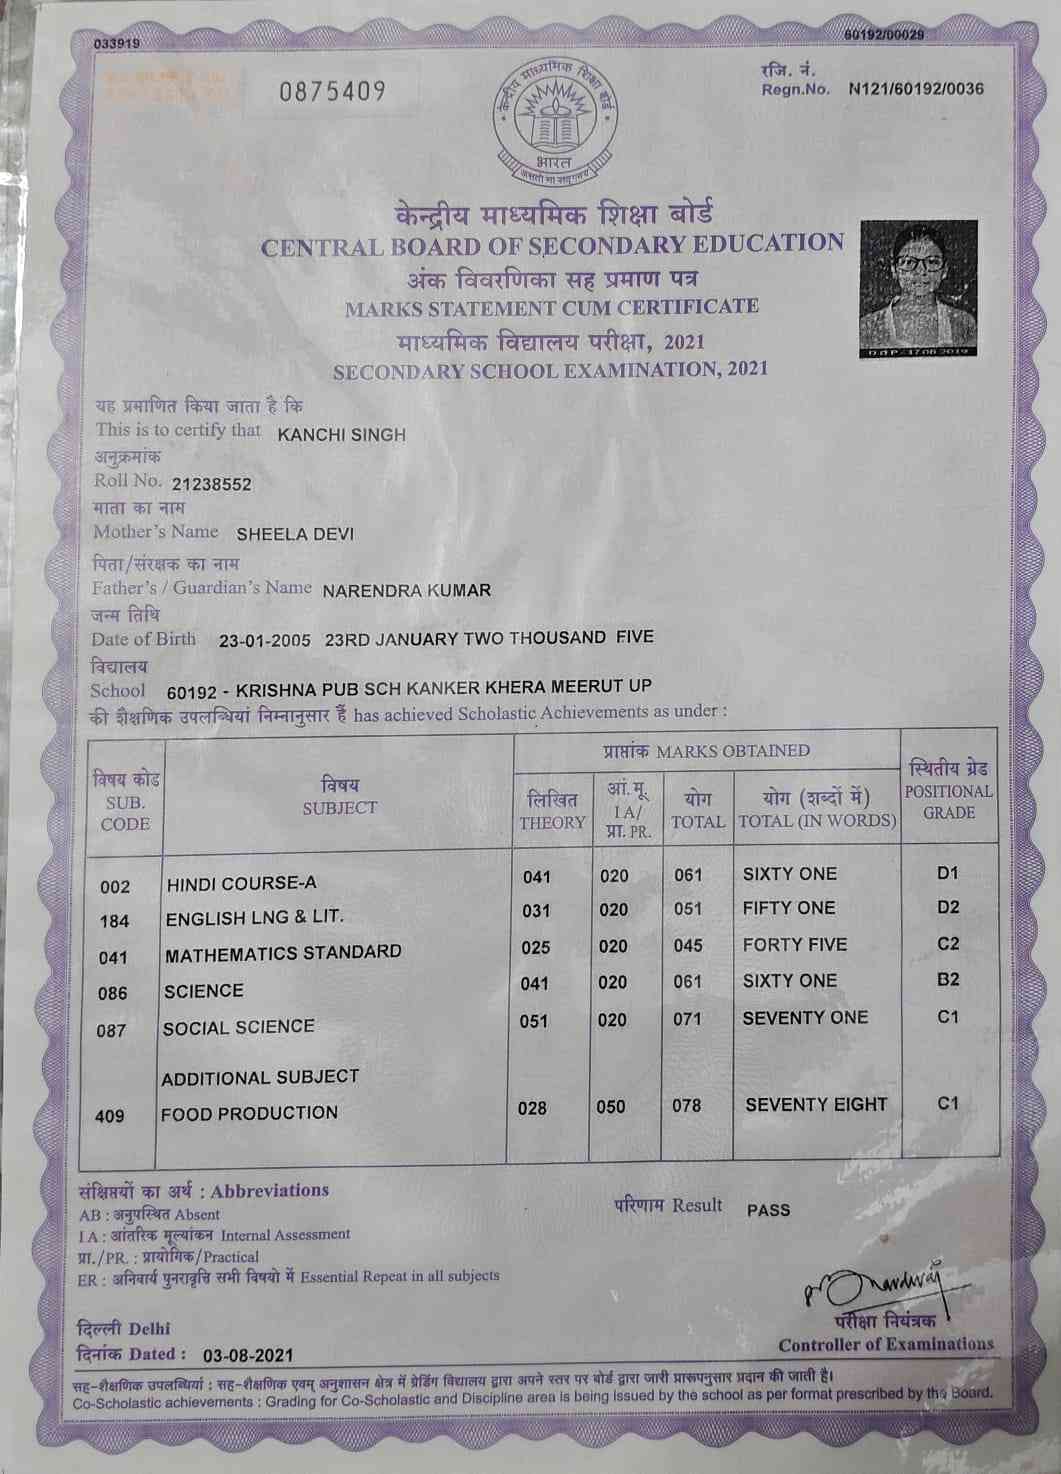 033919
60192/00029
0875409
रजि. नं.
Regn.No. N121/60192/0036
केन्द्रीय माध्यमिक शिक्षा बोर्ड
भारत
असतो मा सद्गमय
केन्द्रीय माध्यमिक शिक्षा बोर्ड
CENTRAL BOARD OF SECONDARY EDUCATION
अंक विवरणिका सह प्रमाण पत्र
MARKS STATEMENT CUM CERTIFICATE
माध्यमिक विद्यालय परीक्षा, 2021
SECONDARY SCHOOL EXAMINATION, 2021
यह प्रमाणित किया जाता है कि
This is to certify that KANCHI SINGH
अनुक्रमांक
Roll No. 21238552
माता का नाम
Mother's Name SHEELA DEVI
पिता/संरक्षक का नाम
Father's / Guardian's Name NARENDRA KUMAR
जन्म तिथि
Date of Birth 23-01-2005 23RD JANUARY TWO THOUSAND FIVE
विद्यालय
School 60192 - KRISHNA PUB SCH KANKER KHERA MEERUT UP
की शैक्षणिक उपलब्धियां निम्नानुसार हैं has achieved Scholastic Achievements as under :
विषय कोड SUB. CODE
विषय SUBJECT
प्राप्तांक MARKS OBTAINED
लिखित THEORY
आं.मू. I A/ प्रा. PR.
योग TOTAL
योग (शब्दों में) TOTAL (IN WORDS)
स्थितीय ग्रेड POSITIONAL GRADE
002 HINDI COURSE-A 041 020 061 SIXTY ONE D1
184 ENGLISH LNG & LIT. 031 020 051 FIFTY ONE D2
041 MATHEMATICS STANDARD 025 020 045 FORTY FIVE C2
086 SCIENCE 041 020 061 SIXTY ONE B2
087 SOCIAL SCIENCE 051 020 071 SEVENTY ONE C1
ADDITIONAL SUBJECT
409 FOOD PRODUCTION 028 050 078 SEVENTY EIGHT C1
संक्षिप्तियों का अर्थ : Abbreviations
AB : अनुपस्थित Absent
I A : आंतरिक मूल्यांकन Internal Assessment
प्रा./PR. : प्रायोगिक/Practical
ER : अनिवार्य पुनरावृत्ति सभी विषयो में Essential Repeat in all subjects
परिणाम Result PASS
दिल्ली Delhi
दिनांक Dated : 03-08-2021
परीक्षा नियंत्रक
Controller of Examinations
सह-शैक्षणिक उपलब्धियां : सह-शैक्षणिक एवम् अनुशासन क्षेत्र में ग्रेडिंग विद्यालय द्वारा अपने स्तर पर बोर्ड द्वारा जारी प्रारूपनुसार प्रदान की जाती है।
Co-Scholastic achievements : Grading for Co-Scholastic and Discipline area is being issued by the school as per format prescribed by the Board.